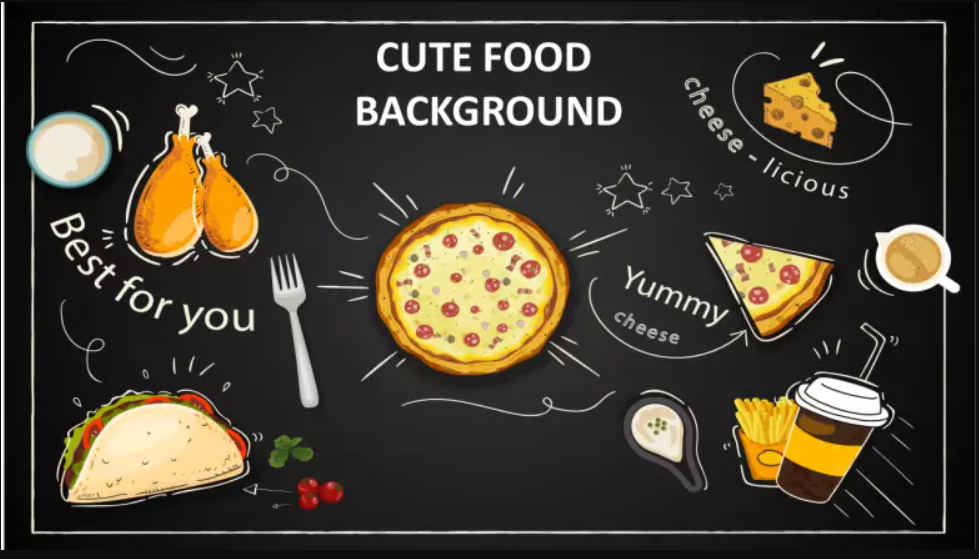 CUTE FOOD
BACKGROUND
cheese - licious
Best for you
Yummy
cheese